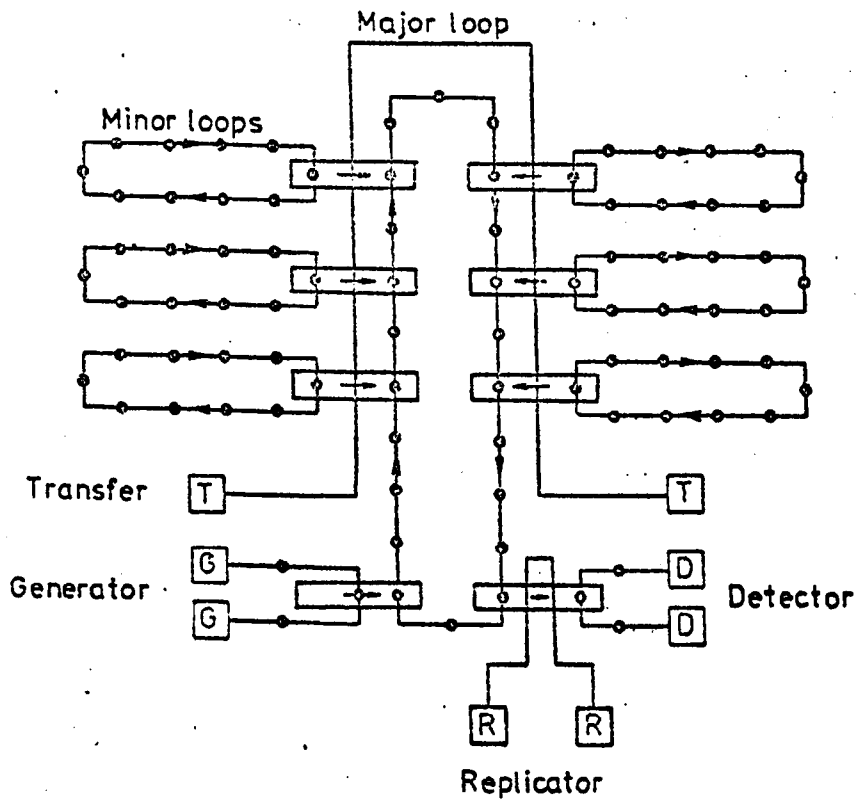 Major loop
Minor loops
Transfer T T
G D
Generator Detector
G D
R R
Replicator